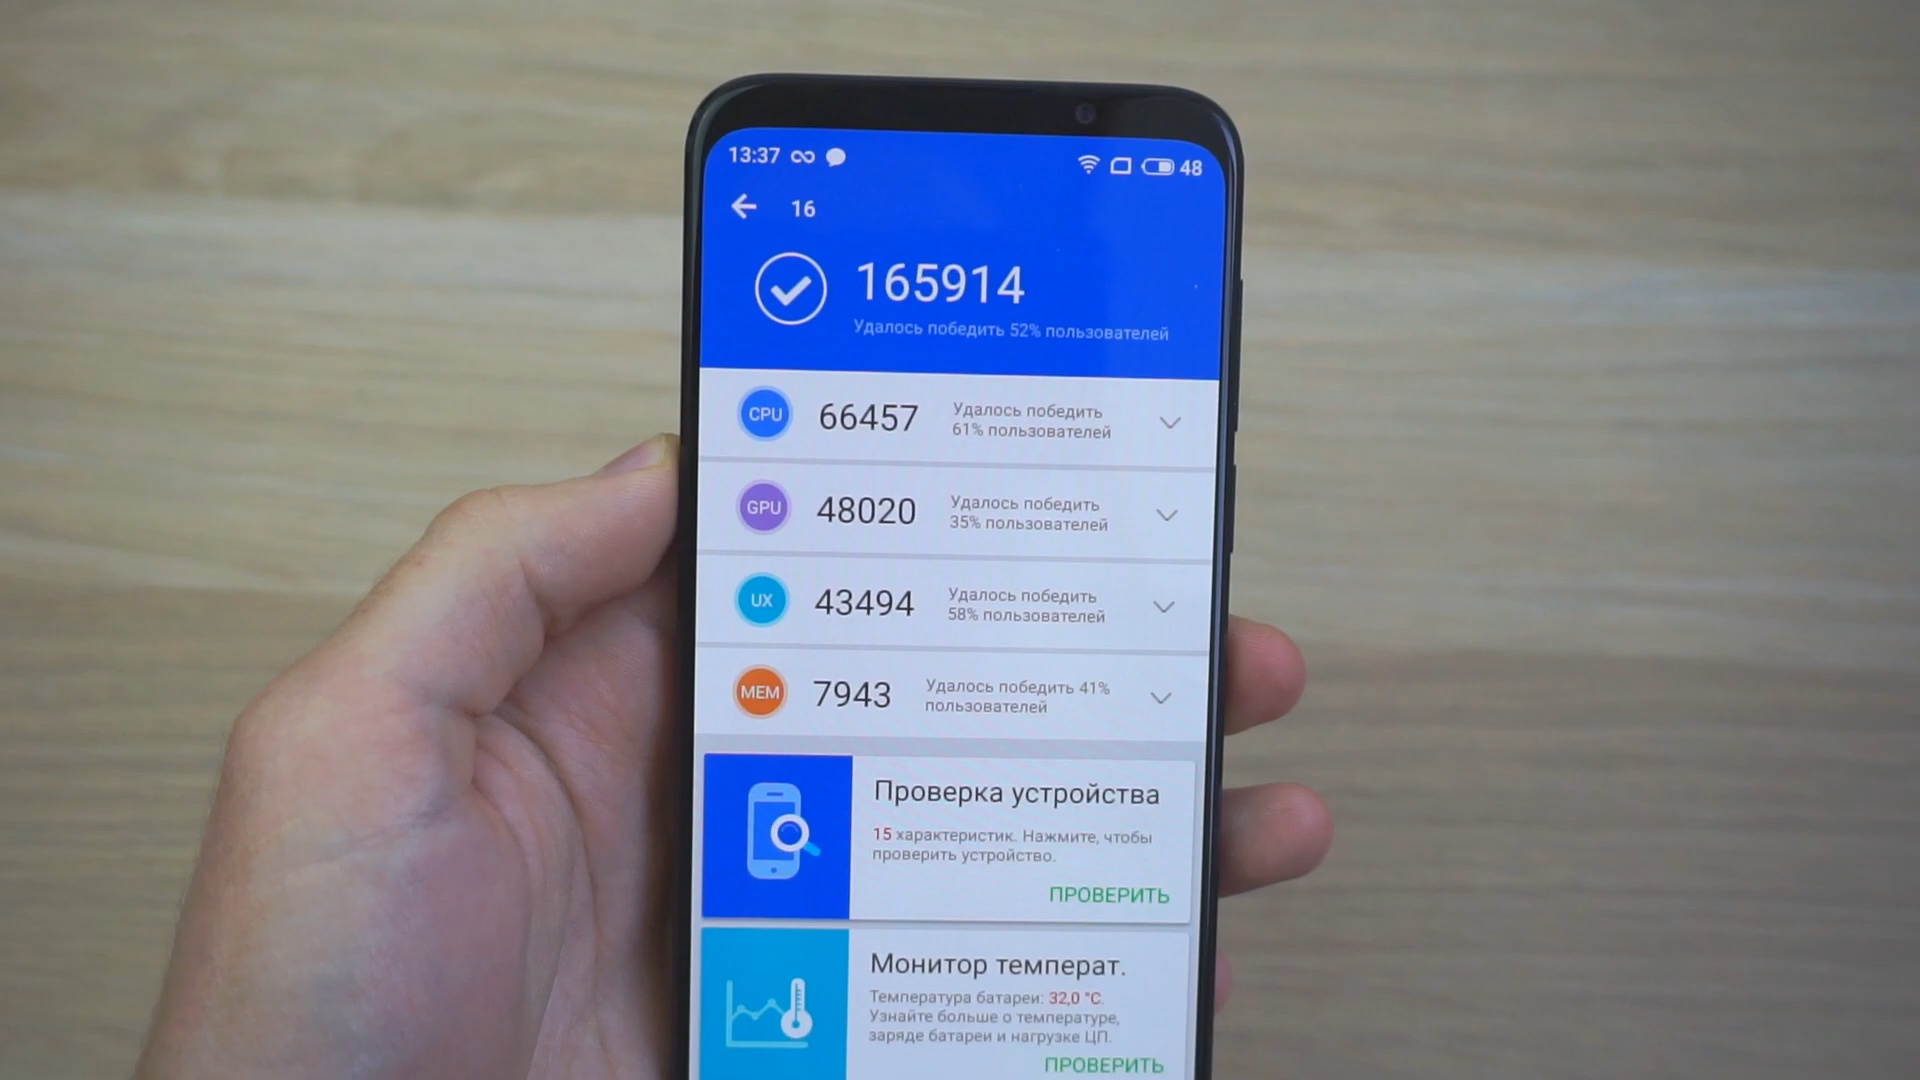 13:37 48
16
165914
Удалось победить 52% пользователей
CPU 66457 Удалось победить
61% пользователей
GPU 48020 Удалось победить
35% пользователей
UX 43494 Удалось победить
58% пользователей
MEM 7943 Удалось победить 41%
пользователей
Проверка устройства
15 характеристик. Нажмите, чтобы
проверить устройство.
ПРОВЕРИТЬ
Монитор температ.
Температура батареи: 32,0 °C.
Узнайте больше о температуре,
заряде батареи и нагрузке ЦП.
ПРОВЕРИТЬ